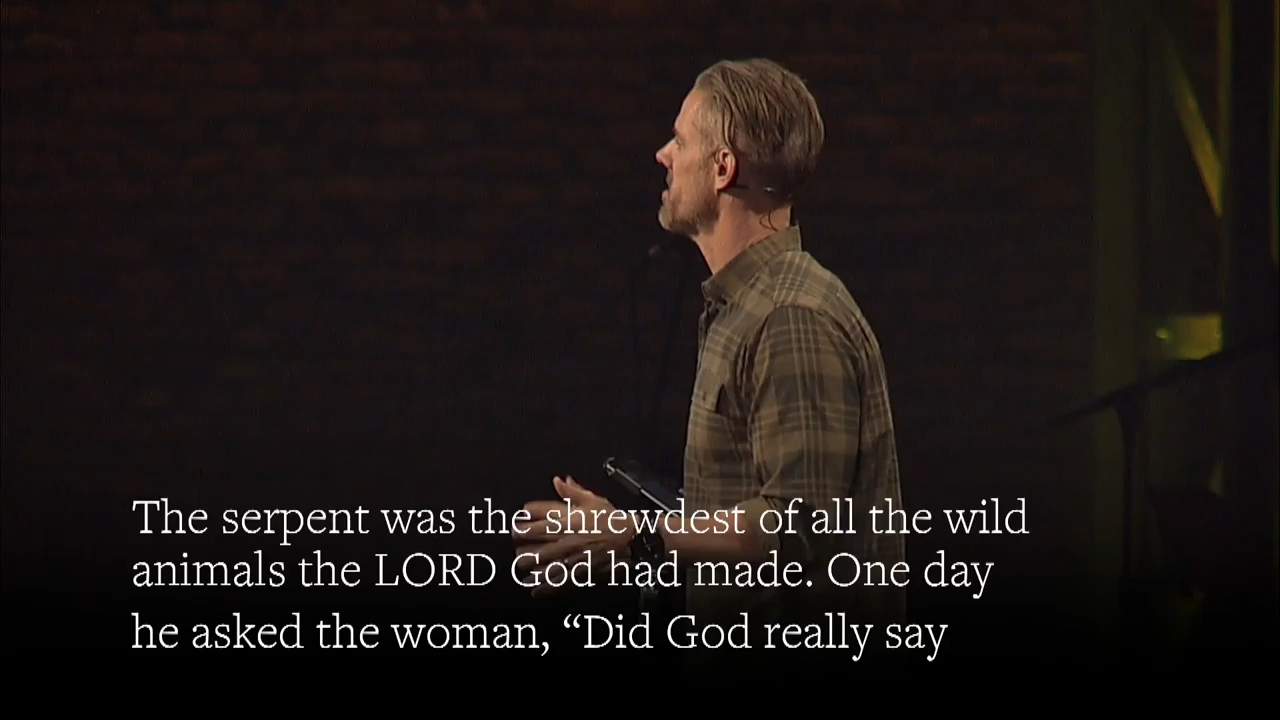 The serpent was the shrewdest of all the wild
animals the LORD God had made. One day
he asked the woman, “Did God really say